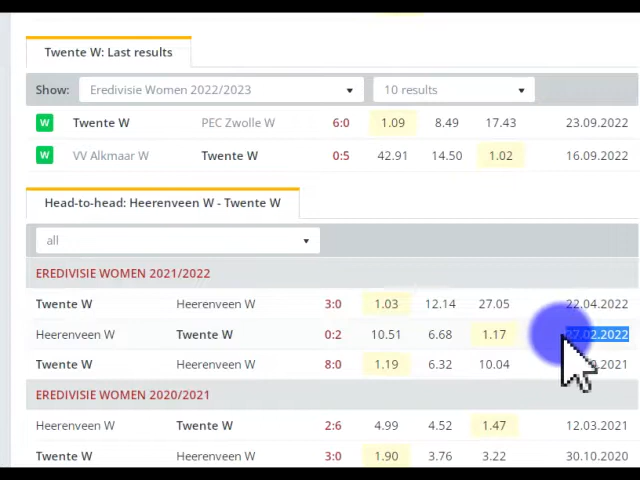 Twente W: Last results
Show: Eredivisie Women 2022/2023 10 results
W Twente W PEC Zwolle W 6:0 1.09 8.49 17.43 23.09.2022
W VV Alkmaar W Twente W 0:5 42.91 14.50 1.02 16.09.2022
Head-to-head: Heerenveen W - Twente W
all
EREDIVISIE WOMEN 2021/2022
Twente W Heerenveen W 3:0 1.03 12.14 27.05 22.04.2022
Heerenveen W Twente W 0:2 10.51 6.68 1.17 27.02.2022
Twente W Heerenveen W 8:0 1.19 6.32 10.04
EREDIVISIE WOMEN 2020/2021
Heerenveen W Twente W 2:6 4.99 4.52 1.47 12.03.2021
Twente W Heerenveen W 3:0 1.90 3.76 3.22 30.10.2020